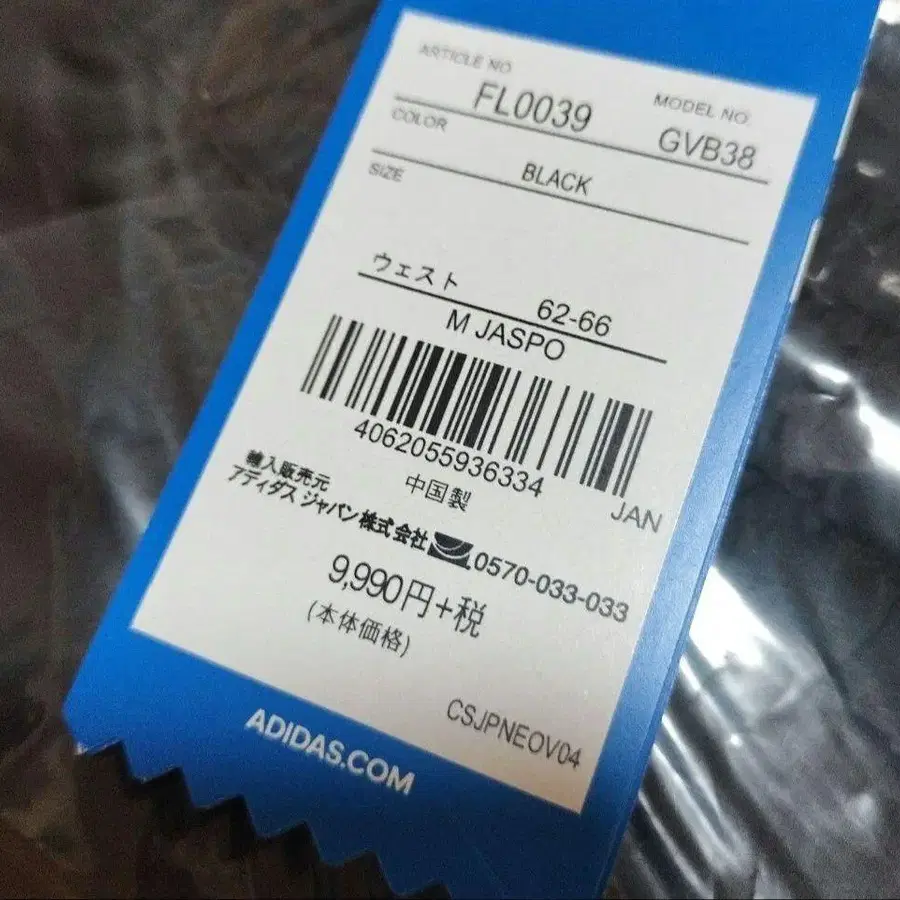 ARTICLE NO
FL0039
MODEL NO.
GVB38
COLOR
BLACK
SIZE
ウェスト 62-66
M JASPO
4062055936334
JAN
中国製
輸入販売元
アディダス ジャパン 株式会社 0570-033-033
9,990円+税
(本体価格)
CSJPNEOV04
ADIDAS.COM